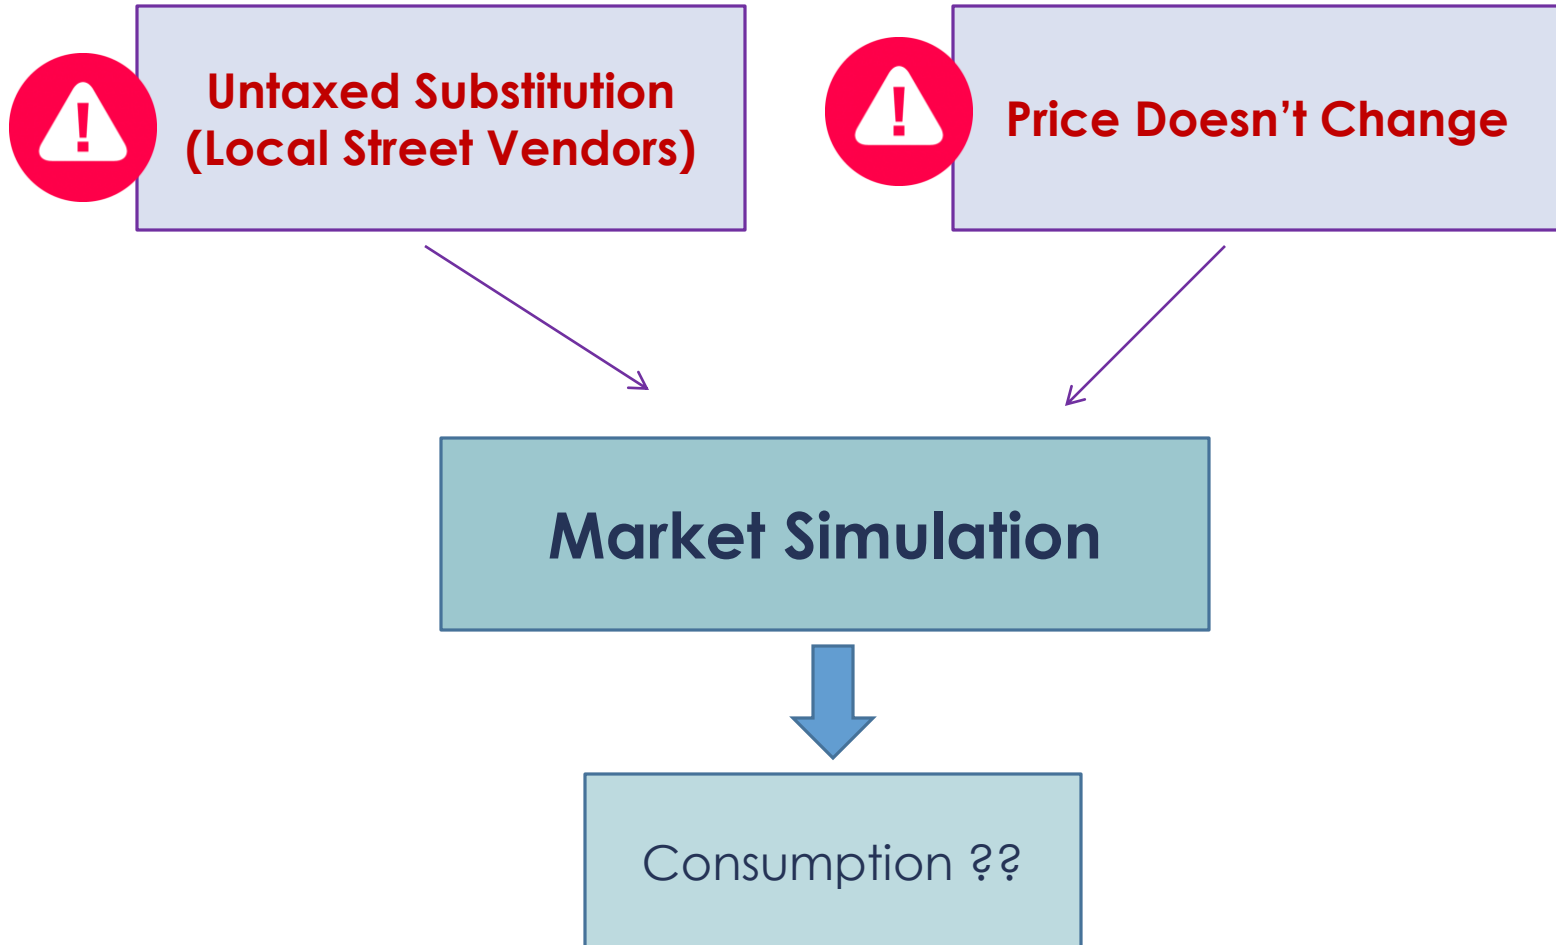 Untaxed Substitution
(Local Street Vendors)
Price Doesn’t Change
Market Simulation
Consumption ??